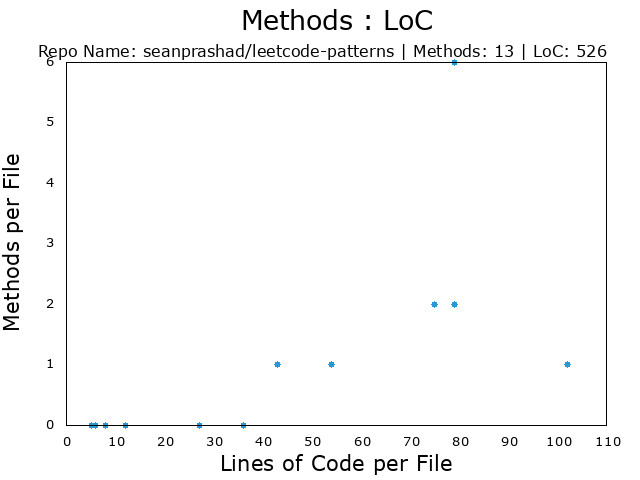 Methods : LoC
Repo Name: seanprashad/leetcode-patterns | Methods: 13 | LoC: 526
6
5
4
3
2
1
0
Methods per File
0 10 20 30 40 50 60 70 80 90 100 110
Lines of Code per File